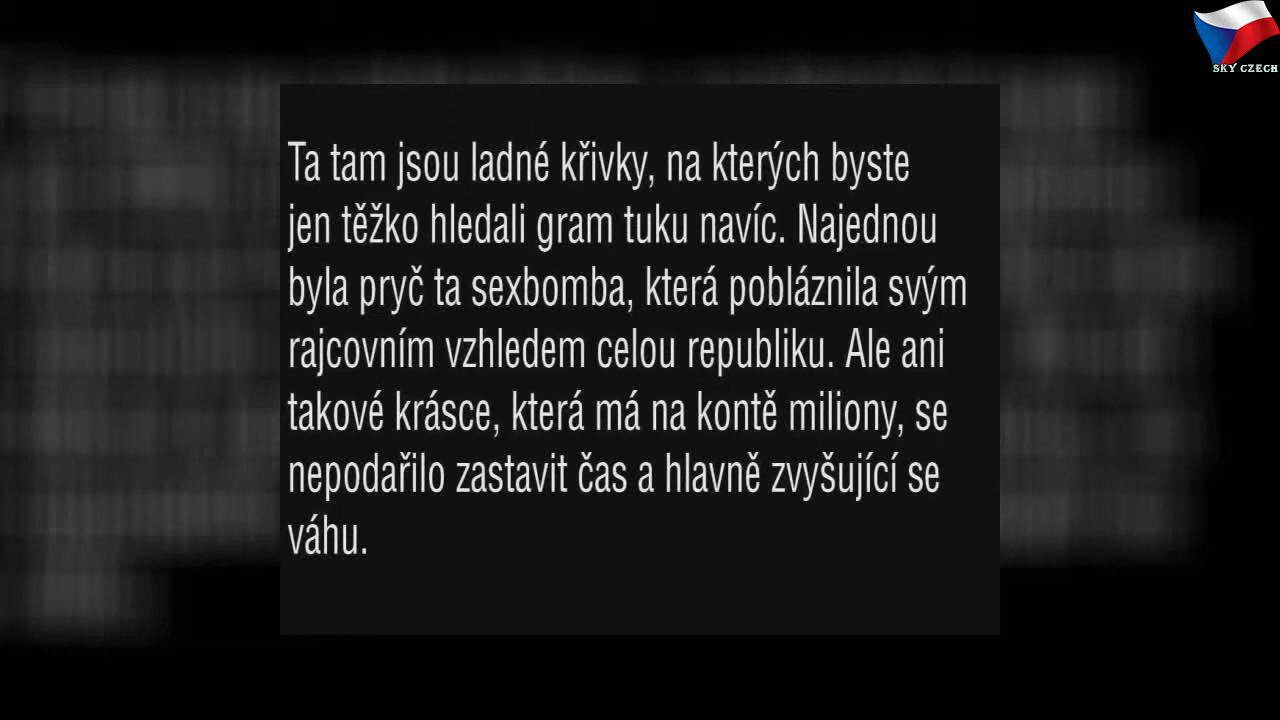 SKY CZECH
Ta tam jsou ladné křivky, na kterých byste
jen těžko hledali gram tuku navíc. Najednou
byla pryč ta sexbomba, která pobláznila svým
rajcovním vzhledem celou republiku. Ale ani
takové krásce, která má na kontě miliony, se
nepodařilo zastavit čas a hlavně zvyšující se
váhu.